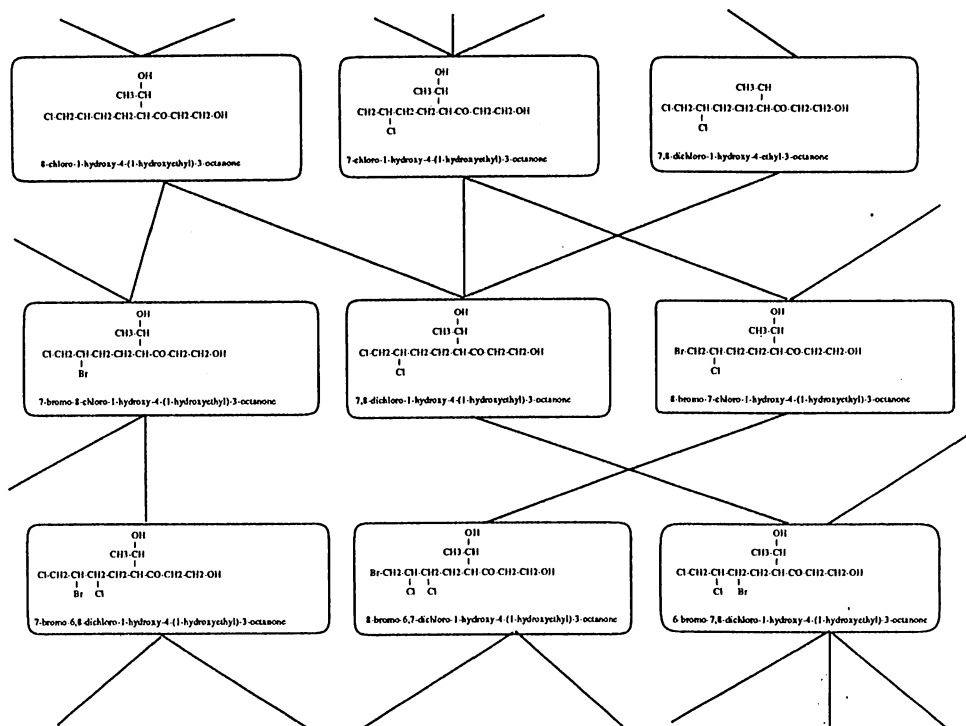 OH
CH3-CH
Cl-CH2-CH-CH2-CH2-CH-CO-CH2-CH2-OH
8-chloro-1-hydroxy-4-(1-hydroxyethyl)-3-octanone
OH
CH3-CH
CH2-CH-CH2-CH2-CH-CO-CH2-CH2-OH
Cl
7-chloro-1-hydroxy-4-(1-hydroxyethyl)-3-octanone
CH3-CH
Cl-CH2-CH-CH2-CH2-CH-CO-CH2-CH2-OH
Cl
7,8-dichloro-1-hydroxy-4-ethyl-3-octanone
OH
CH3-CH
Cl-CH2-CH-CH2-CH2-CH-CO-CH2-CH2-OH
Br
7-bromo-8-chloro-1-hydroxy-4-(1-hydroxyethyl)-3-octanone
OH
CH3-CH
Cl-CH2-CH-CH2-CH2-CH-CO-CH2-CH2-OH
Cl
7,8-dichloro-1-hydroxy-4-(1-hydroxyethyl)-3-octanone
OH
CH3-CH
Br-CH2-CH-CH2-CH2-CH-CO-CH2-CH2-OH
Cl
8-bromo-7-chloro-1-hydroxy-4-(1-hydroxyethyl)-3-octanone
OH
CH3-CH
Cl-CH2-CH-CH2-CH2-CH-CO-CH2-CH2-OH
Br Cl
7-bromo-6,8-dichloro-1-hydroxy-4-(1-hydroxyethyl)-3-octanone
OH
CH3-CH
Br-CH2-CH-CH2-CH2-CH-CO-CH2-CH2-OH
Cl Cl
8-bromo-6,7-dichloro-1-hydroxy-4-(1-hydroxyethyl)-3-octanone
OH
CH3-CH
Cl-CH2-CH-CH2-CH2-CH-CO-CH2-CH2-OH
Cl Br
6-bromo-7,8-dichloro-1-hydroxy-4-(1-hydroxyethyl)-3-octanone